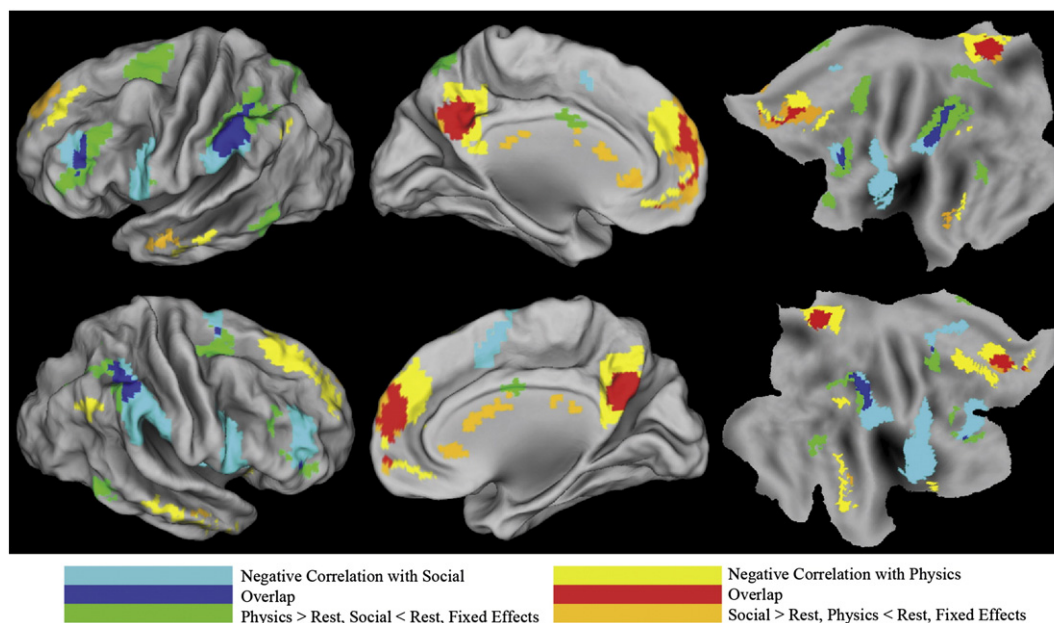 Negative Correlation with Social
Overlap
Physics > Rest, Social < Rest, Fixed Effects
Negative Correlation with Physics
Overlap
Social > Rest, Physics < Rest, Fixed Effects